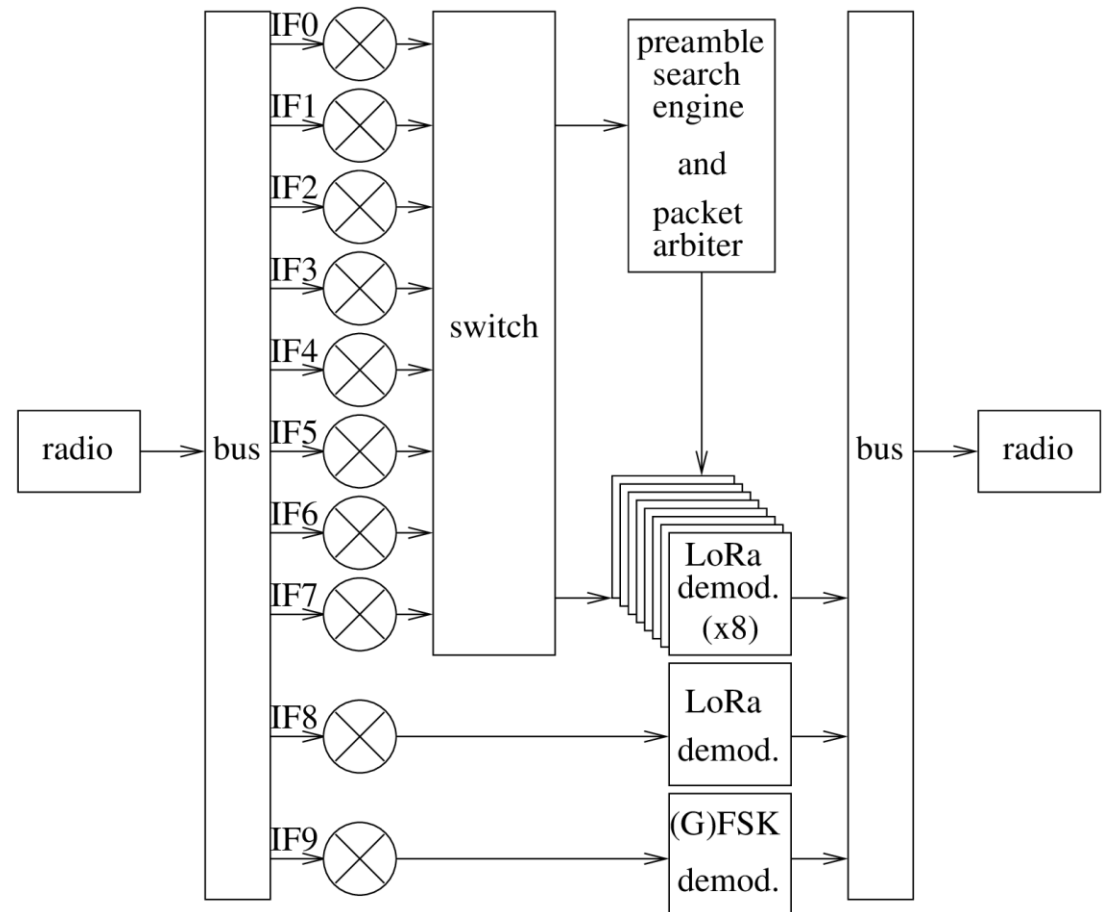 IF0
IF1
IF2
IF3
IF4
IF5
IF6
IF7
IF8
IF9
radio
bus
switch
preamble
search
engine
and
packet
arbiter
LoRa
demod.
(x8)
LoRa
demod.
(G)FSK
demod.
bus
radio